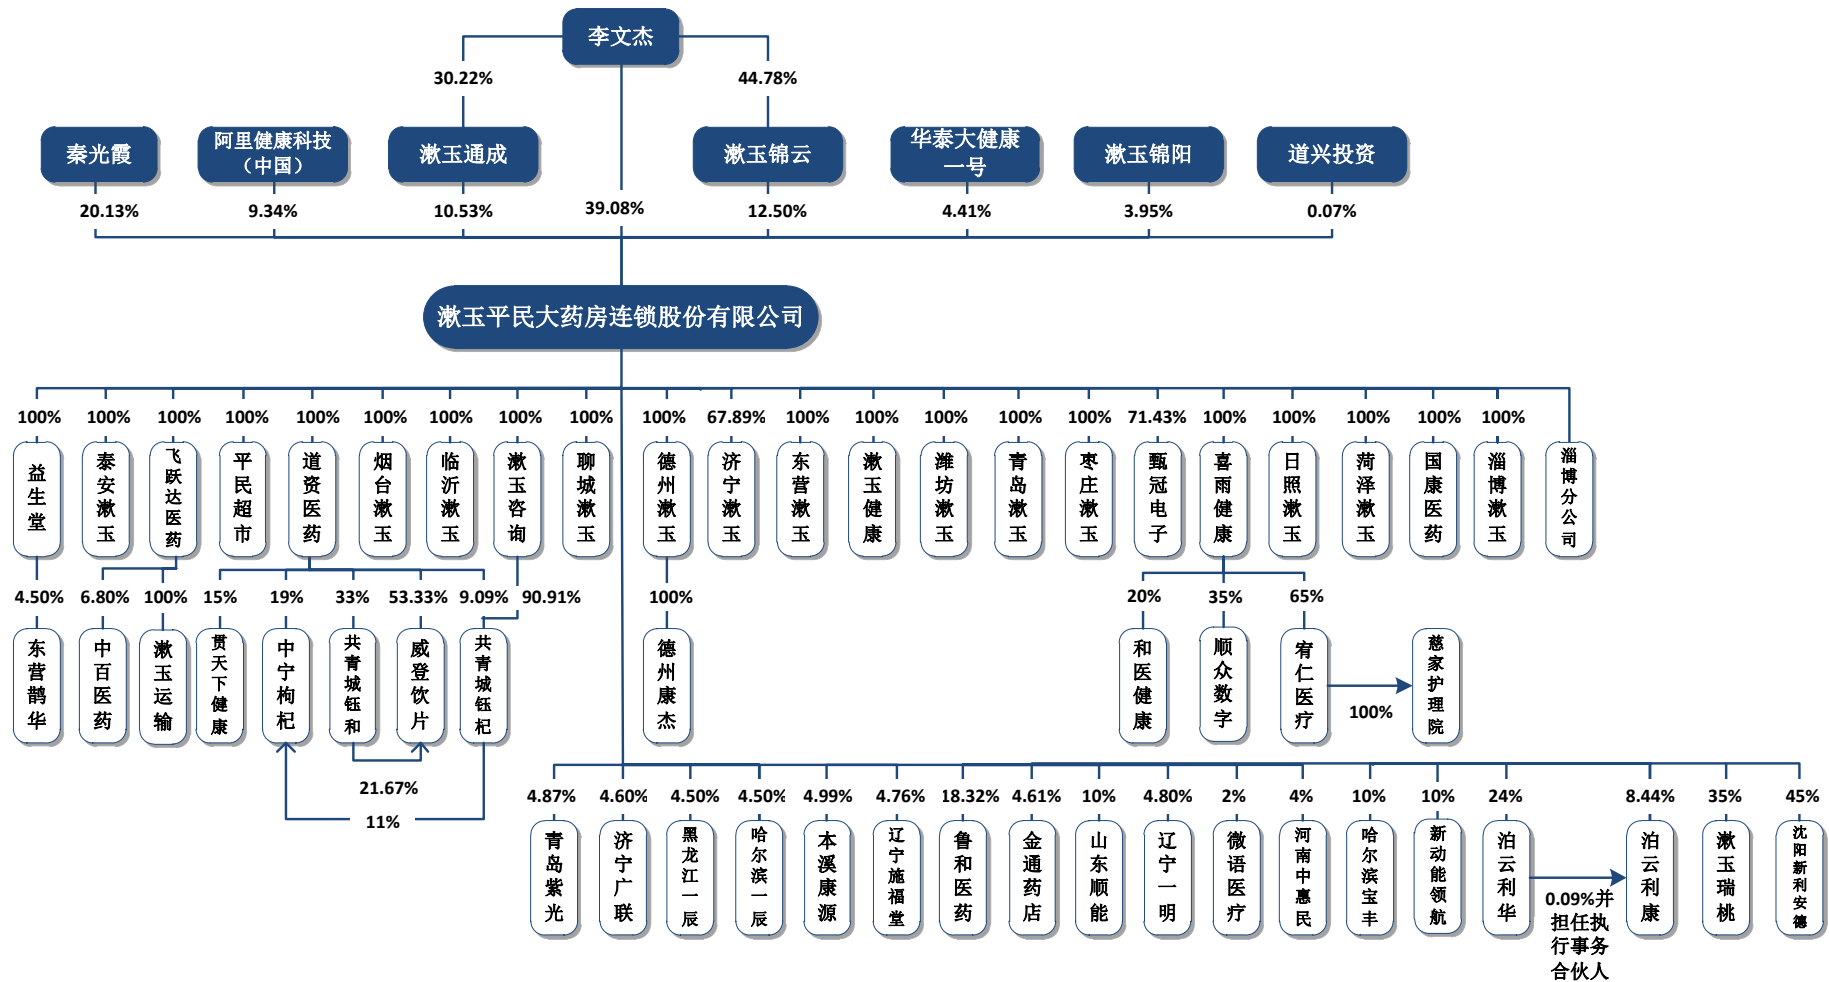 李文杰
30.22%
44.78%
秦光霞
阿里健康科技
（中国）
漱玉通成
漱玉锦云
华泰大健康
一号
漱玉锦阳
道兴投资
20.13%
9.34%
10.53%
39.08%
12.50%
4.41%
3.95%
0.07%
漱玉平民大药房连锁股份有限公司
100%
100%
100%
100%
100%
100%
100%
100%
100%
100%
67.89%
100%
100%
100%
100%
100%
71.43%
100%
100%
100%
100%
100%
益生堂
泰安漱玉
飞跃达医药
平民超市
道资医药
烟台漱玉
临沂漱玉
漱玉咨询
聊城漱玉
德州漱玉
济宁漱玉
东营漱玉
漱玉健康
潍坊漱玉
青岛漱玉
枣庄漱玉
甄冠电子
喜雨健康
日照漱玉
菏泽漱玉
国康医药
淄博漱玉
淄博分公司
4.50%
6.80%
100%
15%
19%
33%
53.33%
9.09%
90.91%
100%
20%
35%
65%
东营鹊华
中百医药
漱玉运输
贯天下健康
中宁枸杞
共青城钰和
威登饮片
共青城钰杞
德州康杰
和医健康
顺众数字
宥仁医疗
慈家护理院
100%
21.67%
11%
4.87%
4.60%
4.50%
4.50%
4.99%
4.76%
18.32%
4.61%
10%
4.80%
2%
4%
10%
10%
24%
8.44%
35%
45%
青岛紫光
济宁广联
黑龙江一辰
哈尔滨一辰
本溪康源
辽宁施福堂
鲁和医药
金通药店
山东顺能
辽宁一明
微语医疗
河南中惠民
哈尔滨宝丰
新动能领航
泊云利华
泊云利康
漱玉瑞桃
沈阳新利安德
0.09%并
担任执
行事务
合伙人